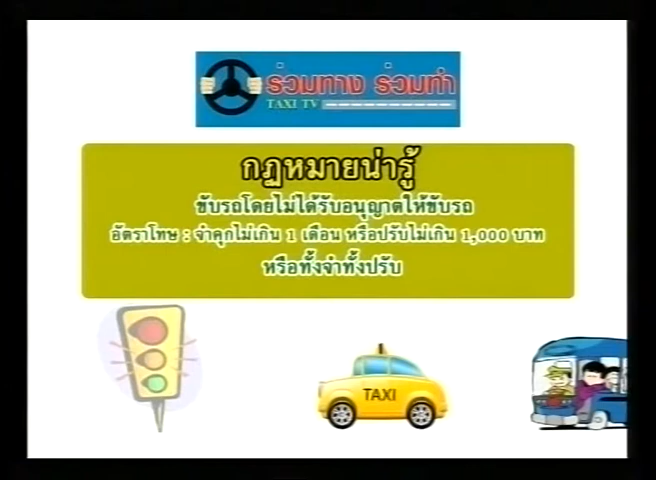 ร่วมทาง ร่วมทำ
TAXI TV
กฎหมายน่ารู้
ขับรถโดยไม่ได้รับอนุญาตให้ขับรถ
อัตราโทษ : จำคุกไม่เกิน 1 เดือน หรือปรับไม่เกิน 1,000 บาท
หรือทั้งจำทั้งปรับ
TAXI